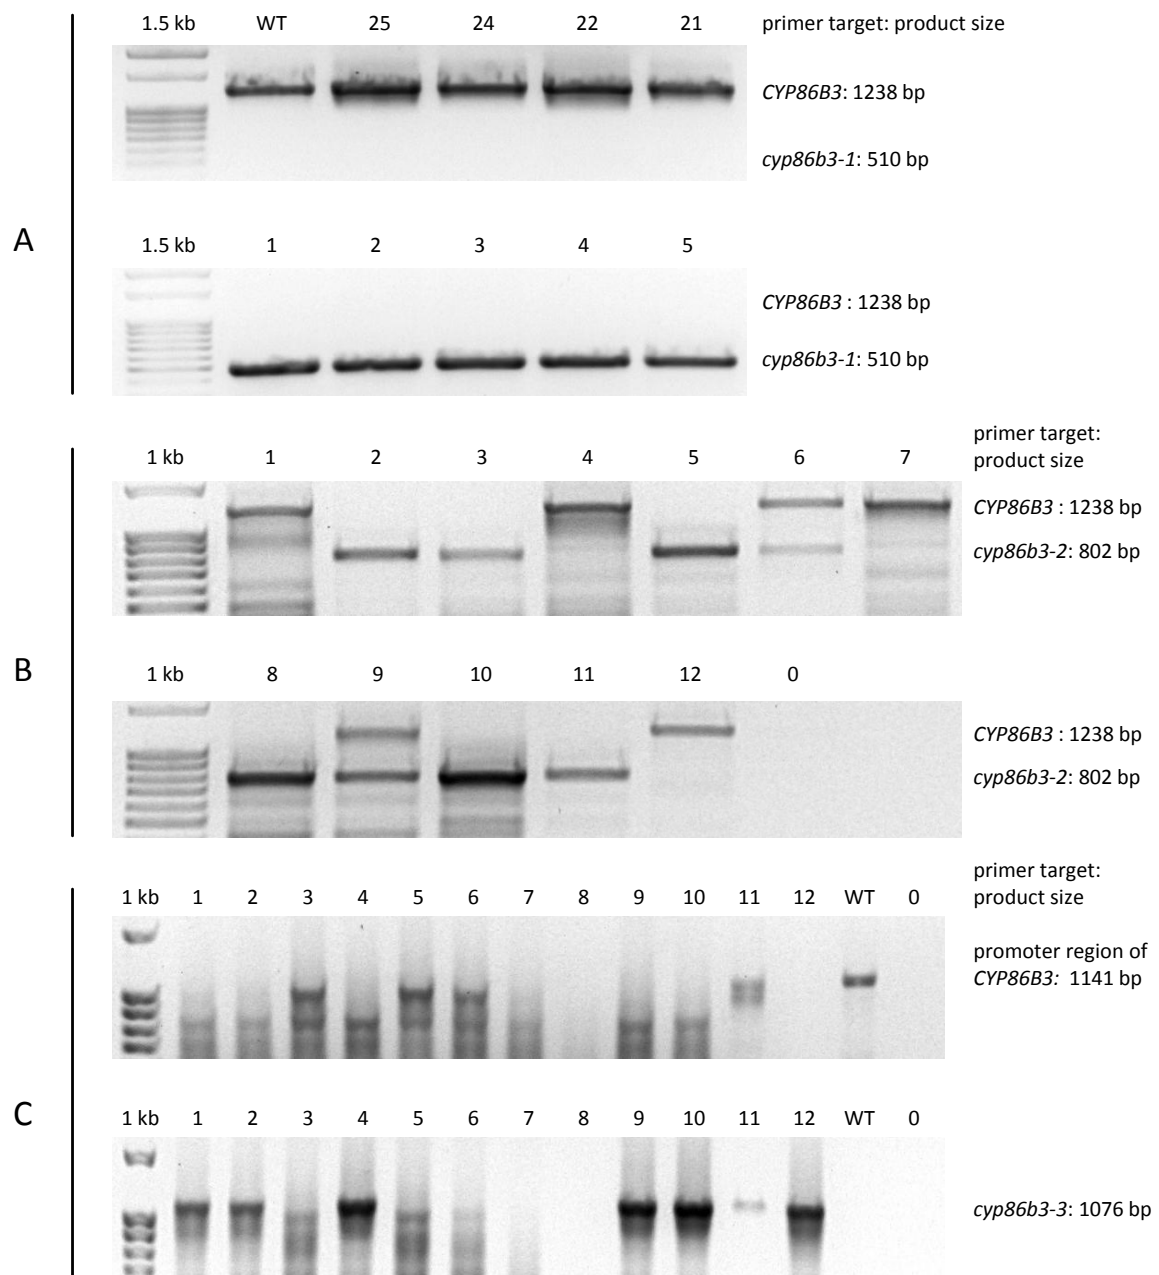 1.5 kb WT 25 24 22 21 primer target: product size
CYP86B3: 1238 bp
cyp86b3-1: 510 bp
A
1.5 kb 1 2 3 4 5
CYP86B3 : 1238 bp
cyp86b3-1: 510 bp
primer target:
1 kb 1 2 3 4 5 6 7 product size
CYP86B3 : 1238 bp
cyp86b3-2: 802 bp
B
1 kb 8 9 10 11 12 0
CYP86B3 : 1238 bp
cyp86b3-2: 802 bp
primer target:
1 kb 1 2 3 4 5 6 7 8 9 10 11 12 WT 0 product size
promoter region of
CYP86B3: 1141 bp
C
1 kb 1 2 3 4 5 6 7 8 9 10 11 12 WT 0
cyp86b3-3: 1076 bp